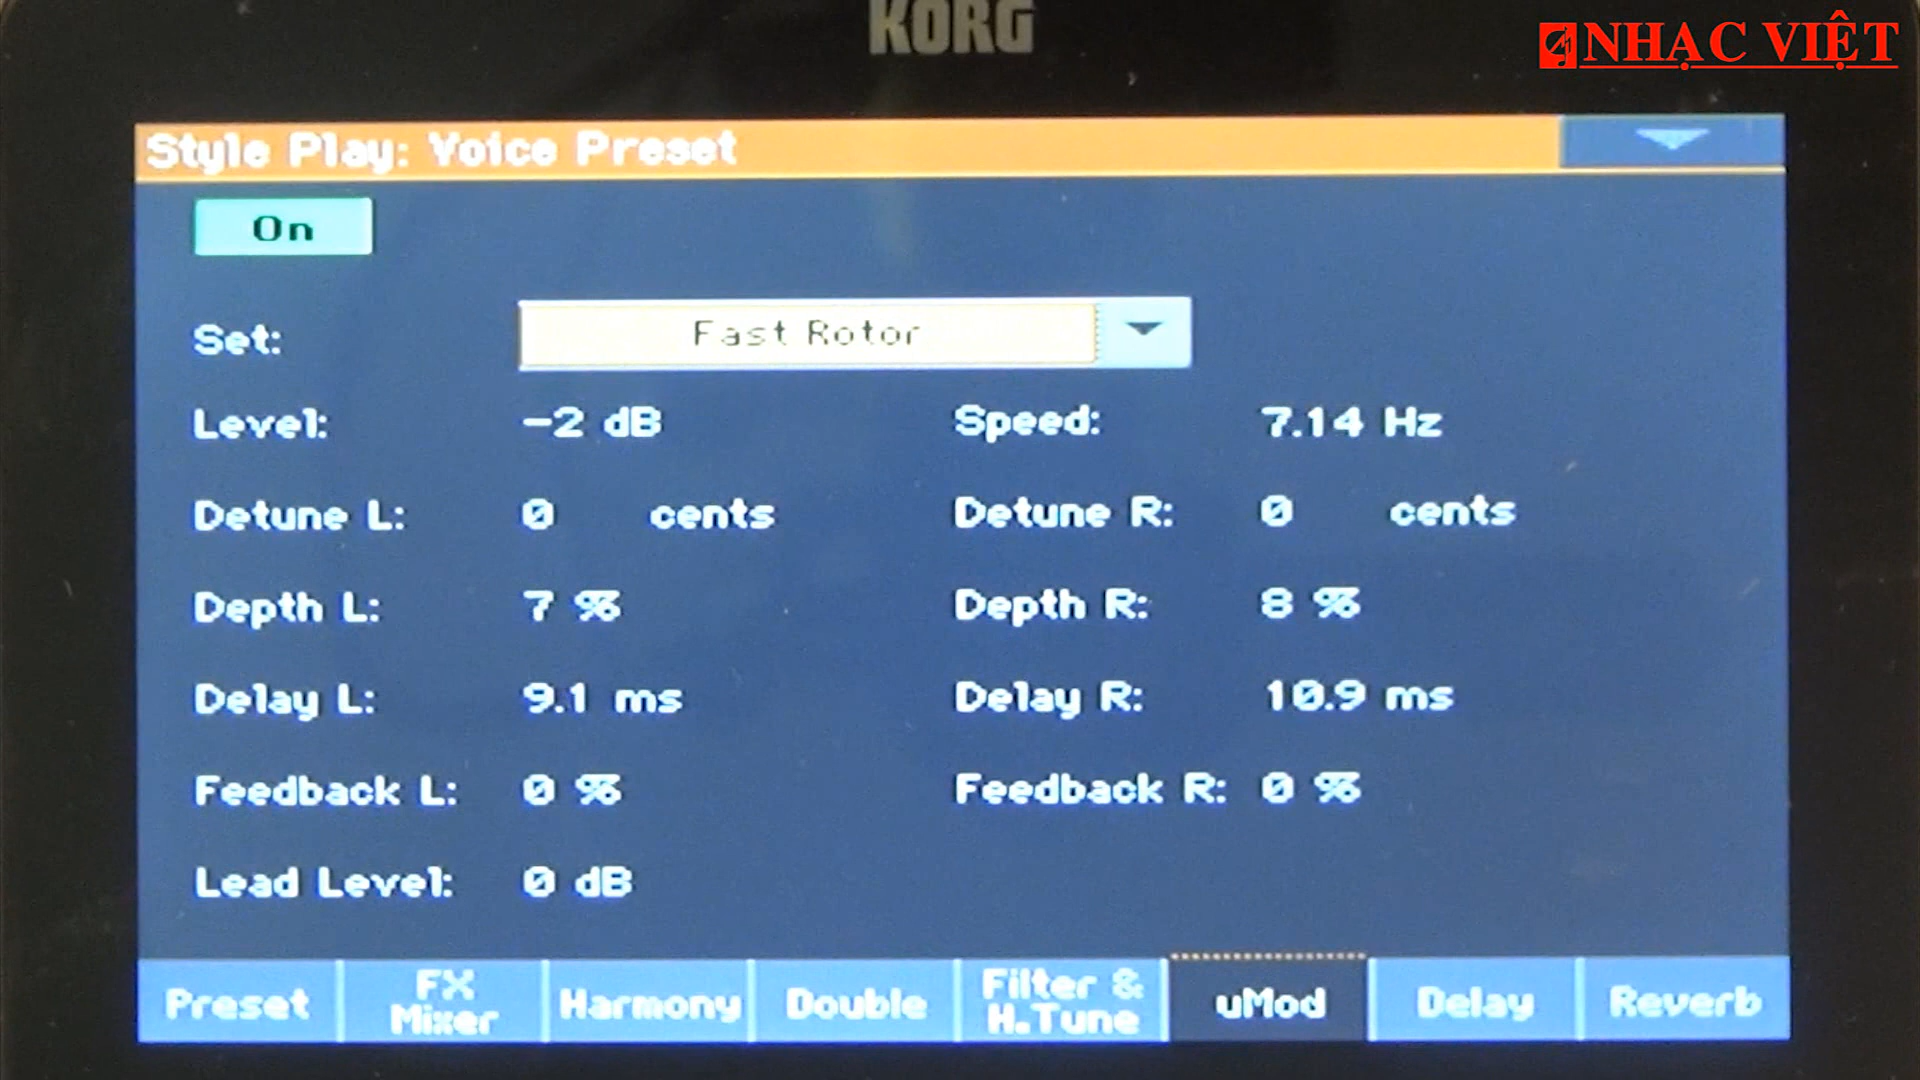 KORG
NHẠC VIỆT
Style Play: Voice Preset
On
Set: Fast Rotor
Level: -2 dB Speed: 7.14 Hz
Detune L: 0 cents Detune R: 0 cents
Depth L: 7 % Depth R: 8 %
Delay L: 9.1 ms Delay R: 10.9 ms
Feedback L: 0 % Feedback R: 0 %
Lead Level: 0 dB
Preset FX Mixer Harmony Double Filter & H.Tune uMod Delay Reverb